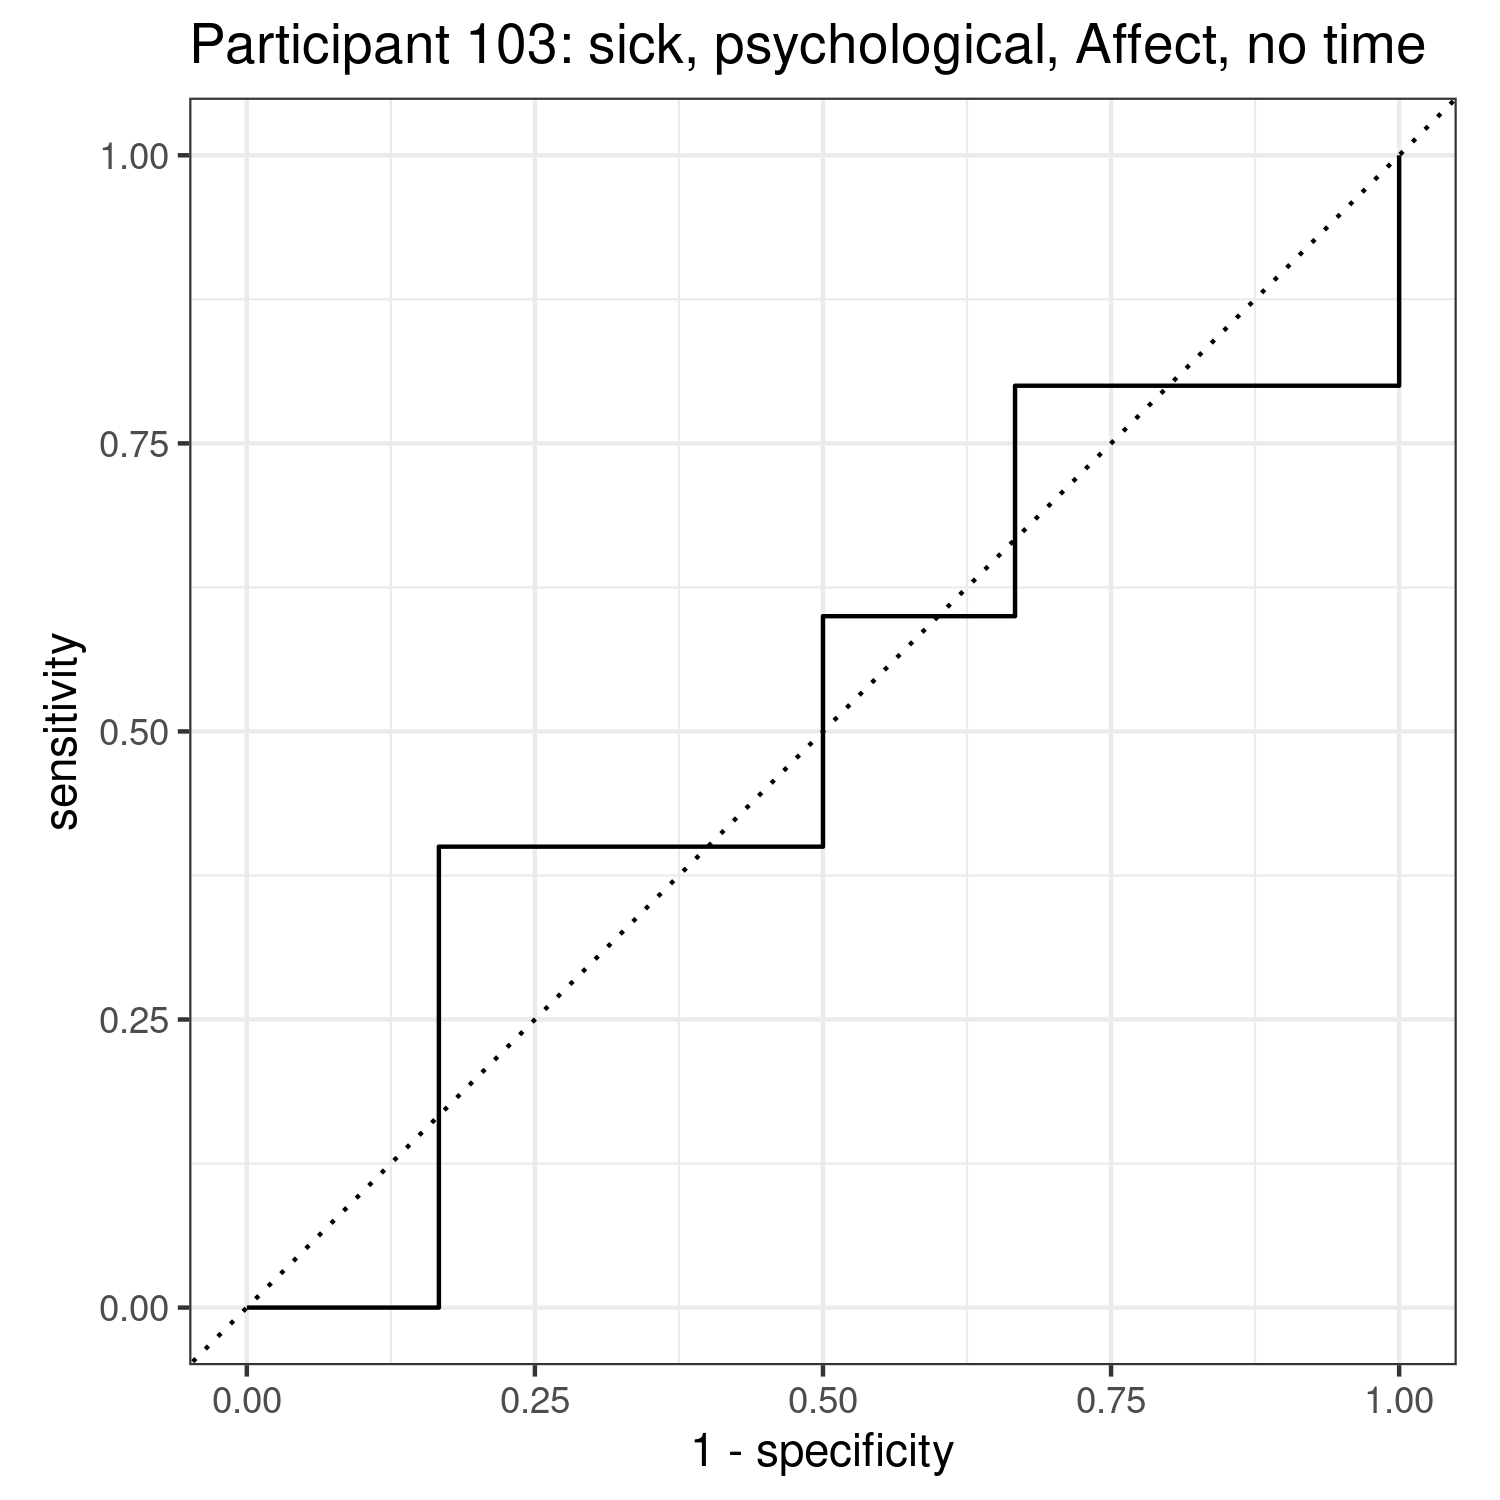 Participant 103: sick, psychological, Affect, no time
1.00
0.75
0.50
0.25
0.00
sensitivity
0.00 0.25 0.50 0.75 1.00
1 - specificity